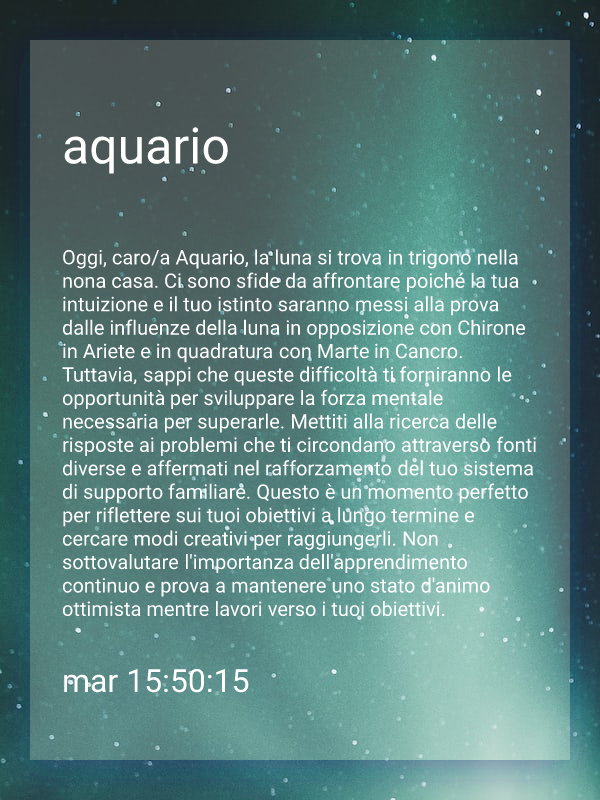 aquario
Oggi, caro/a Aquario, la luna si trova in trigono nella
nona casa. Ci sono sfide da affrontare poiché la tua
intuizione e il tuo istinto saranno messi alla prova
dalle influenze della luna in opposizione con Chirone
in Ariete e in quadratura con Marte in Cancro.
Tuttavia, sappi che queste difficoltà ti forniranno le
opportunità per sviluppare la forza mentale
necessaria per superarle. Mettiti alla ricerca delle
risposte ai problemi che ti circondano attraverso fonti
diverse e affermati nel rafforzamento del tuo sistema
di supporto familiare. Questo è un momento perfetto
per riflettere sui tuoi obiettivi a lungo termine e
cercare modi creativi per raggiungerli. Non
sottovalutare l'importanza dell'apprendimento
continuo e prova a mantenere uno stato d'animo
ottimista mentre lavori verso i tuoi obiettivi.
mar 15:50:15